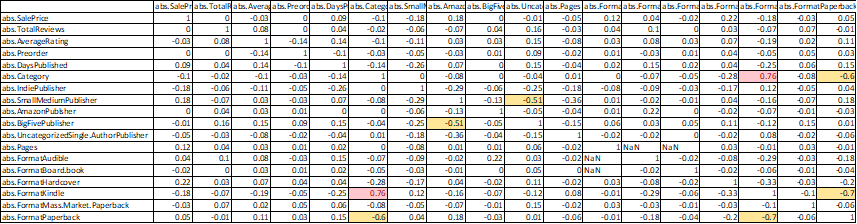 abs.SalePr abs.TotalR abs.Averag abs.Preord abs.DaysP abs.Categ abs.SmallM abs.Amaz abs.BigFiv abs.Uncat abs.Pages abs.Forma abs.Forma abs.Forma abs.Forma abs.Forma abs.FormatPaperback
abs.SalePrice 1 0 -0.03 0 0.09 -0.1 -0.18 0.18 0 -0.01 -0.05 0.12 0.04 -0.02 0.22 -0.18 -0.03 0.05
abs.TotalReviews 0 1 0.08 0 0.04 -0.02 -0.06 -0.07 0.04 0.16 -0.03 0.04 0.1 0 0.03 -0.07 0.07 -0.01
abs.AverageRating -0.03 0.08 1 -0.14 0.14 -0.1 -0.11 0.03 0.03 0.15 -0.08 0.03 0.08 0.03 0.07 -0.19 0.02 0.11
abs.Preorder 0 0 -0.14 1 -0.1 -0.03 -0.05 0.03 0.01 0.09 -0.02 0.01 -0.03 0.01 0.04 -0.05 0.05 0.03
abs.DaysPublished 0.09 0.04 0.14 -0.1 1 -0.14 -0.26 0.07 0 0.15 -0.04 0.02 0.15 -0.02 0.04 -0.25 0.06 0.15
abs.Category -0.1 -0.02 -0.1 -0.03 -0.14 1 0 -0.08 0 -0.04 0.01 0 -0.07 -0.05 -0.28 0.76 -0.08 -0.6
abs.IndiePublisher -0.18 -0.06 -0.11 -0.05 -0.26 0 1 -0.29 -0.06 -0.25 -0.18 -0.08 -0.09 -0.03 -0.17 0.12 -0.05 0.04
abs.SmallMediumPublisher 0.18 -0.07 0.03 0.03 0.07 -0.08 -0.29 1 -0.13 -0.51 -0.36 0.01 -0.02 -0.01 0.04 -0.16 -0.07 0.18
abs.AmazonPublisher 0 0.04 0.03 0.01 0 0 -0.06 -0.13 1 -0.05 -0.04 0.01 0.22 0 -0.02 -0.02 -0.01 -0.03
abs.BigFivePublisher -0.01 0.16 0.15 0.09 0.15 -0.04 -0.25 -0.51 -0.05 1 -0.15 0.06 0.03 0.05 0.11 -0.12 0.15 0.01
abs.UncategorizedSingle.AuthorPublisher -0.05 -0.03 -0.08 -0.02 -0.04 0.01 -0.18 -0.36 -0.04 -0.15 1 -0.02 -0.02 0 -0.02 0.08 -0.02 -0.06
abs.Pages 0.12 0.04 0.03 0.01 0.02 0 -0.08 0.01 0.01 0.06 -0.02 1 NaN NaN 0.03 -0.01 0.03 -0.01
abs.FormatAudible 0.04 0.1 0.08 -0.03 0.15 -0.07 -0.09 -0.02 0.22 0.03 -0.02 NaN 1 -0.02 -0.08 -0.29 -0.03 -0.18
abs.FormatBoard.book -0.02 0 0.03 0.01 -0.02 -0.05 -0.03 -0.01 0 0.05 0 NaN -0.02 1 -0.02 -0.06 -0.01 -0.04
abs.FormatHardcover 0.22 0.03 0.07 0.04 0.04 -0.28 -0.17 0.04 -0.02 0.11 -0.02 0.03 -0.08 -0.02 1 -0.33 -0.03 -0.2
abs.FormatKindle -0.18 -0.07 -0.19 -0.05 -0.25 0.76 0.12 -0.16 -0.02 -0.12 0.08 -0.01 -0.29 -0.06 -0.33 1 -0.1 -0.7
abs.FormatMass.Market.Paperback -0.03 0.07 0.02 0.05 0.06 -0.08 -0.05 -0.07 -0.01 0.15 -0.02 0.03 -0.03 -0.01 -0.03 -0.1 1 -0.06
abs.FormatPaperback 0.05 -0.01 0.11 0.03 0.15 -0.6 0.04 0.18 -0.03 0.01 -0.06 -0.01 -0.18 -0.04 -0.2 -0.7 -0.06 1